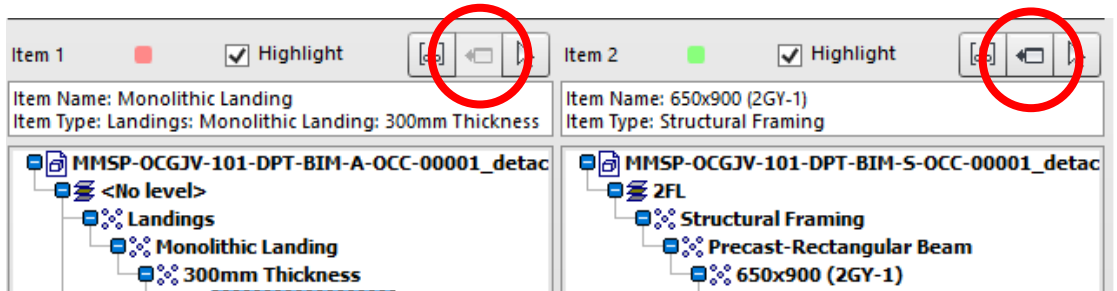 Item 1 Highlight
Item Name: Monolithic Landing
Item Type: Landings: Monolithic Landing: 300mm Thickness
MMSP-OCGJV-101-DPT-BIM-A-OCC-00001_detac
<No level>
Landings
Monolithic Landing
300mm Thickness
Item 2 Highlight
Item Name: 650x900 (2GY-1)
Item Type: Structural Framing
MMSP-OCGJV-101-DPT-BIM-S-OCC-00001_detac
2FL
Structural Framing
Precast-Rectangular Beam
650x900 (2GY-1)